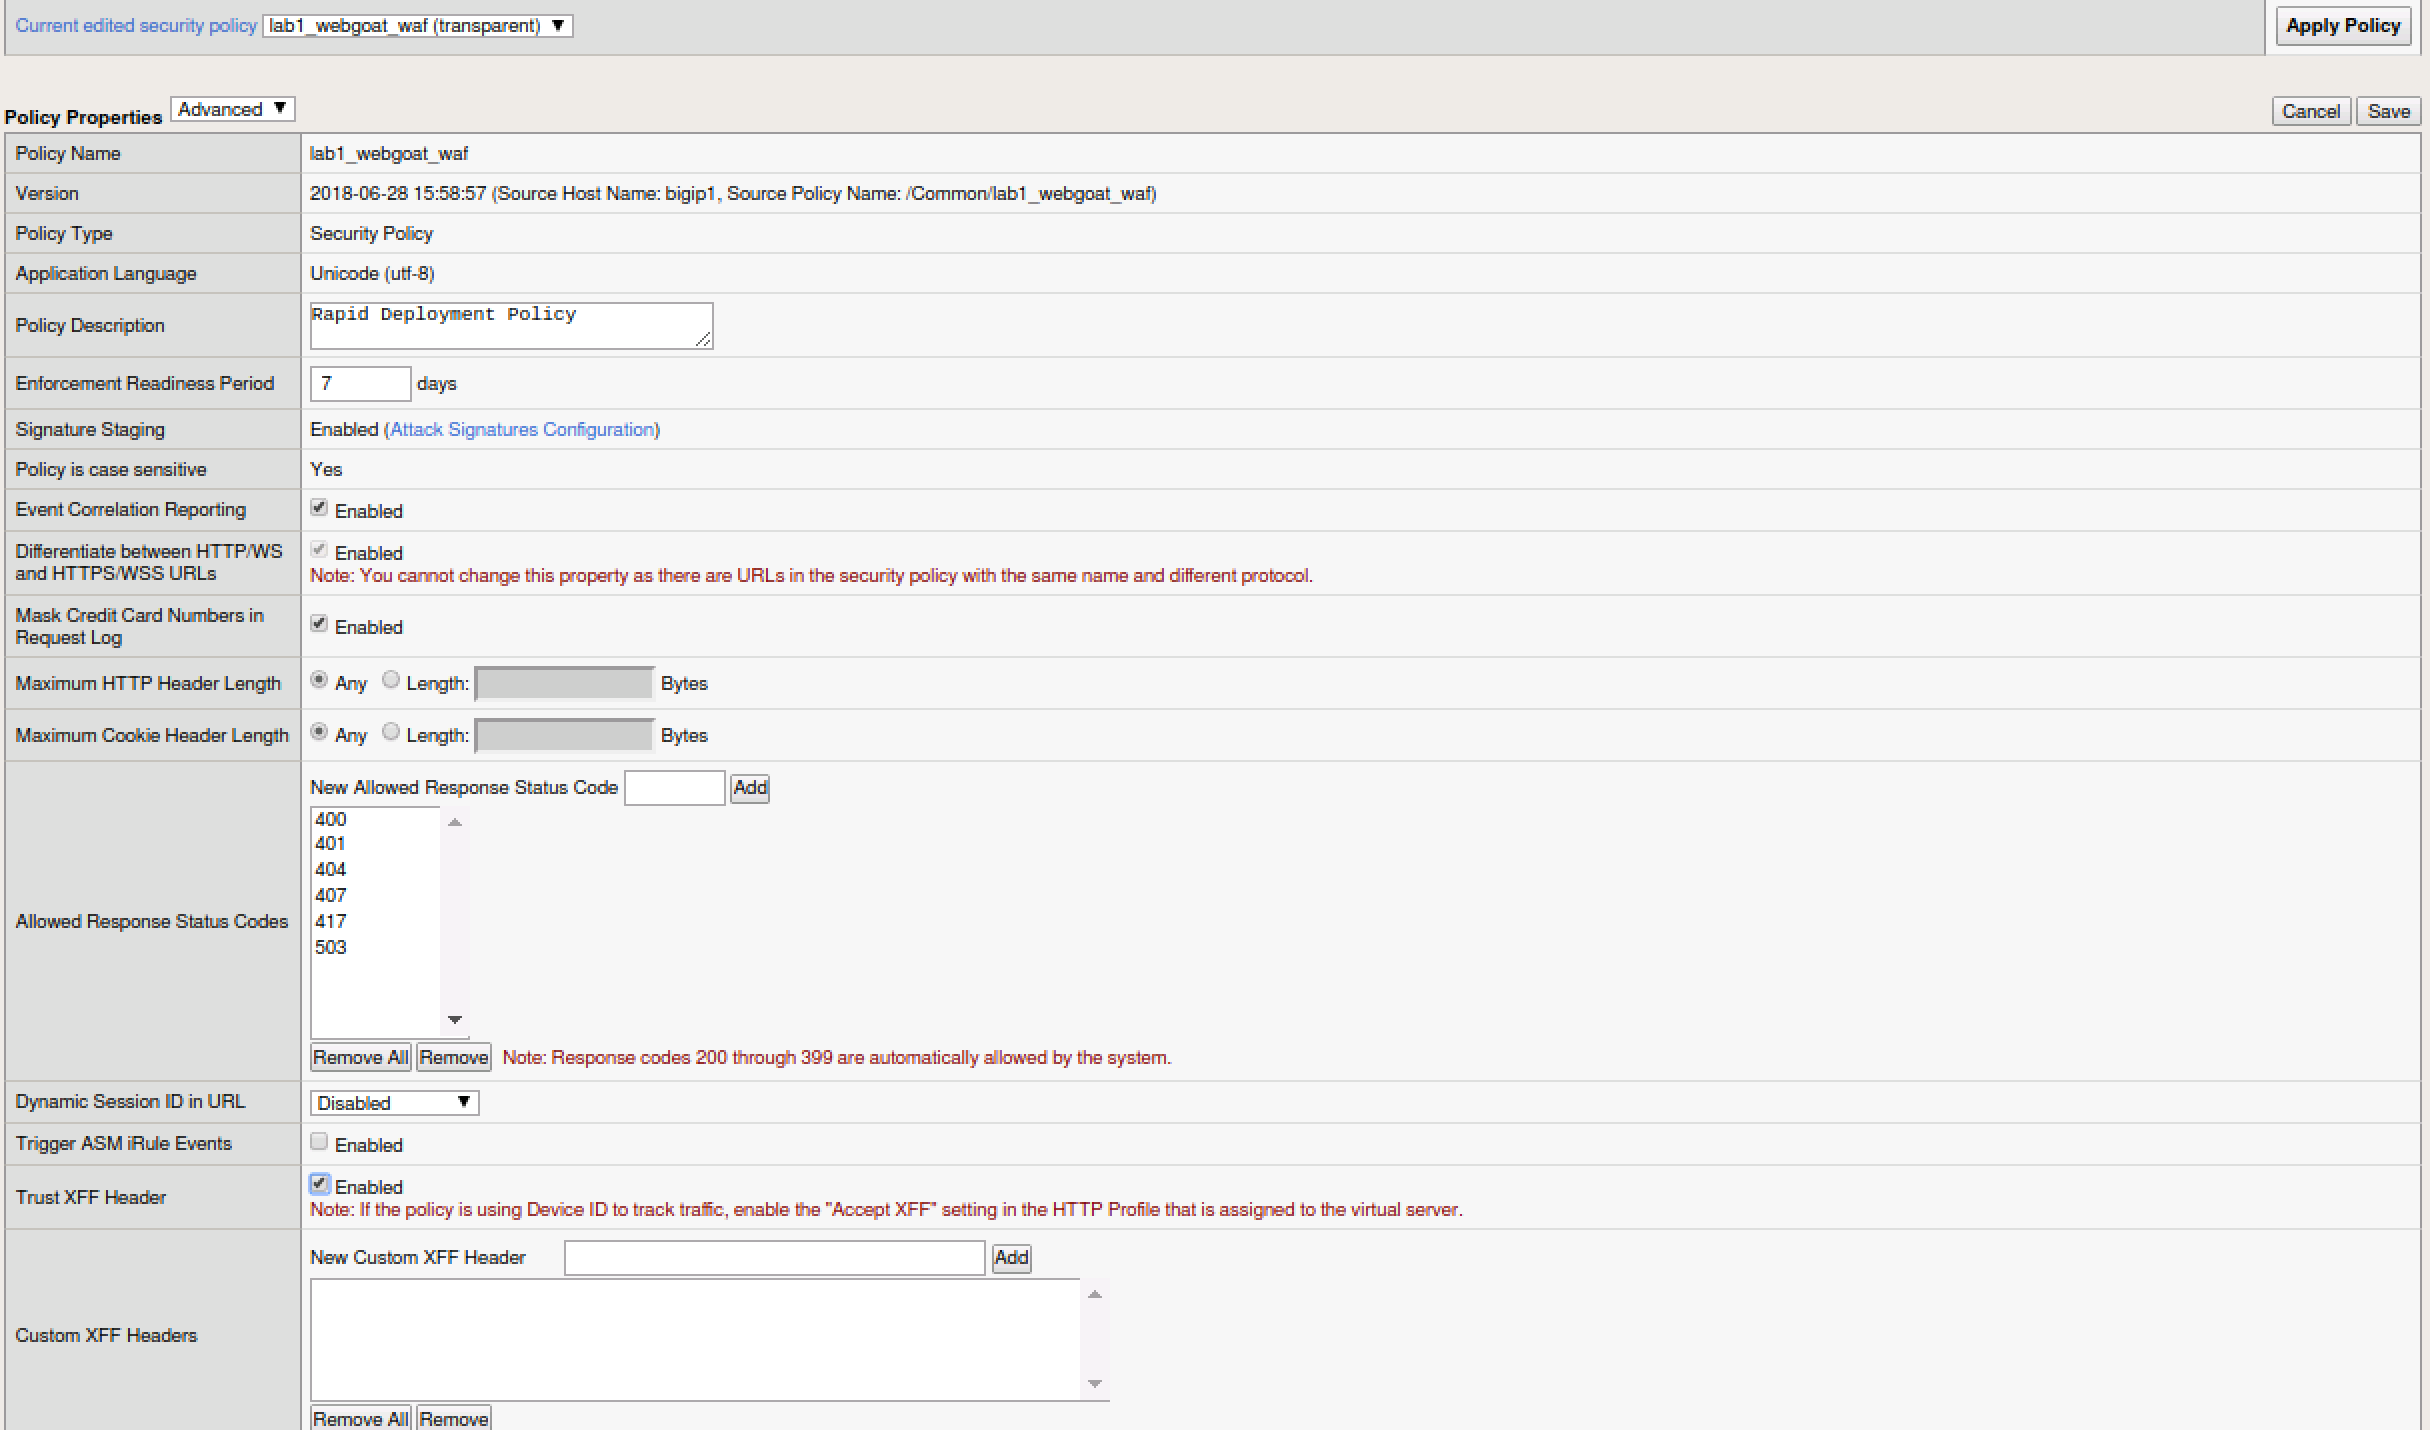 Current edited security policy lab1_webgoat_waf (transparent) Apply Policy
Policy Properties Advanced Cancel Save
Policy Name lab1_webgoat_waf
Version 2018-06-28 15:58:57 (Source Host Name: bigip1, Source Policy Name: /Common/lab1_webgoat_waf)
Policy Type Security Policy
Application Language Unicode (utf-8)
Policy Description Rapid Deployment Policy
Enforcement Readiness Period 7 days
Signature Staging Enabled (Attack Signatures Configuration)
Policy is case sensitive Yes
Event Correlation Reporting Enabled
Differentiate between HTTP/WS
and HTTPS/WSS URLs
Enabled
Note: You cannot change this property as there are URLs in the security policy with the same name and different protocol.
Mask Credit Card Numbers in
Request Log
Enabled
Maximum HTTP Header Length Any Length: Bytes
Maximum Cookie Header Length Any Length: Bytes
Allowed Response Status Codes
New Allowed Response Status Code Add
400
401
404
407
417
503
Remove All Remove Note: Response codes 200 through 399 are automatically allowed by the system.
Dynamic Session ID in URL Disabled
Trigger ASM iRule Events Enabled
Trust XFF Header Enabled
Note: If the policy is using Device ID to track traffic, enable the "Accept XFF" setting in the HTTP Profile that is assigned to the virtual server.
Custom XFF Headers
New Custom XFF Header Add
Remove All Remove